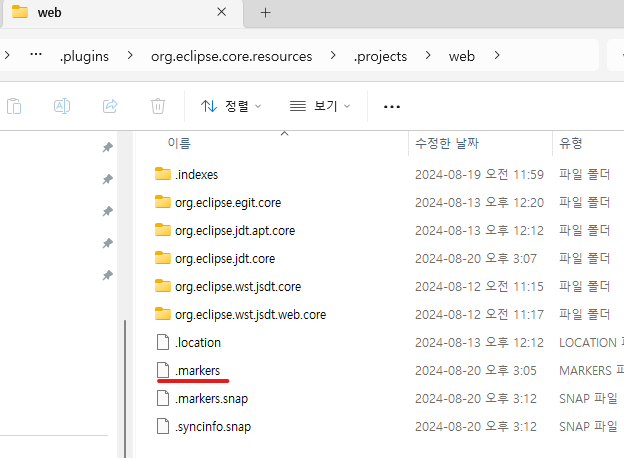 web
... .plugins > org.eclipse.core.resources > .projects > web >
정렬 보기 ...
이름 수정한 날짜 유형
.indexes 2024-08-19 오전 11:59 파일 폴더
org.eclipse.egit.core 2024-08-13 오후 12:20 파일 폴더
org.eclipse.jdt.apt.core 2024-08-13 오후 12:12 파일 폴더
org.eclipse.jdt.core 2024-08-20 오후 3:07 파일 폴더
org.eclipse.wst.jsdt.core 2024-08-12 오후 11:15 파일 폴더
org.eclipse.wst.jsdt.web.core 2024-08-12 오후 11:17 파일 폴더
.location 2024-08-13 오후 12:12 LOCATION
.markers 2024-08-20 오후 3:05 MARKERS
.markers.snap 2024-08-20 오후 3:12 SNAP 파일
.syncinfo.snap 2024-08-20 오후 3:12 SNAP 파일